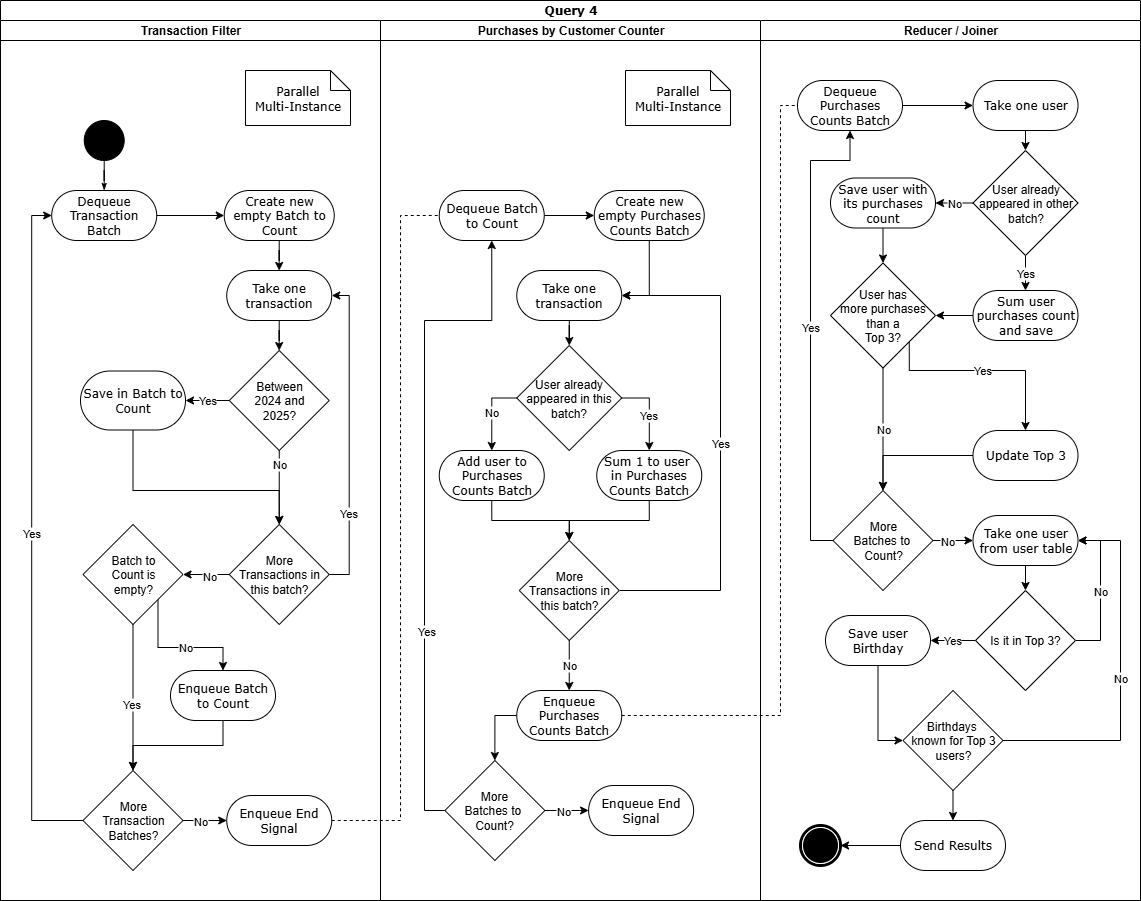 Query 4
Transaction Filter
Parallel
Multi-Instance
Dequeue
Transaction
Batch
Create new
empty Batch to
Count
Take one
transaction
Between
2024 and
2025?
Yes
Save in Batch to
Count
No
More
Transactions in
this batch?
Yes
No
Batch to
Count is
empty?
No
Enqueue Batch
to Count
Yes
More
Transaction
Batches?
Yes
No
Enqueue End
Signal
Purchases by Customer Counter
Parallel
Multi-Instance
Dequeue Batch
to Count
Create new
empty Purchases
Counts Batch
Take one
transaction
User already
appeared in this
batch?
No
Yes
Add user to
Purchases
Counts Batch
Sum 1 to user
in Purchases
Counts Batch
More
Transactions in
this batch?
Yes
No
Enqueue
Purchases
Counts Batch
More
Batches to
Count?
Yes
No
Enqueue End
Signal
Reducer / Joiner
Dequeue
Purchases
Counts Batch
Take one user
User already
appeared in other
batch?
No
Save user with
its purchases
count
Yes
Sum user
purchases count
and save
User has
more purchases
than a
Top 3?
Yes
Update Top 3
No
More
Batches to
Count?
Yes
No
Take one user
from user table
Is it in Top 3?
No
Yes
Save user
Birthday
Birthdays
known for Top 3
users?
No
Send Results